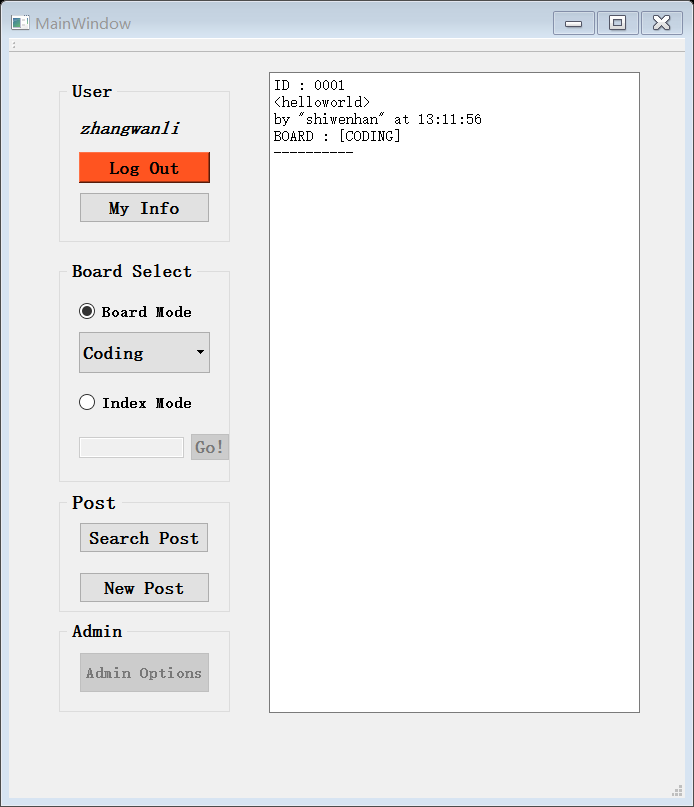 MainWindow
User
zhangwanli
Log Out
My Info
Board Select
Board Mode
Coding
Index Mode
Go!
Post
Search Post
New Post
Admin
Admin Options
ID : 0001
<helloworld>
by "shiwenhan" at 13:11:56
BOARD : [CODING]
----------